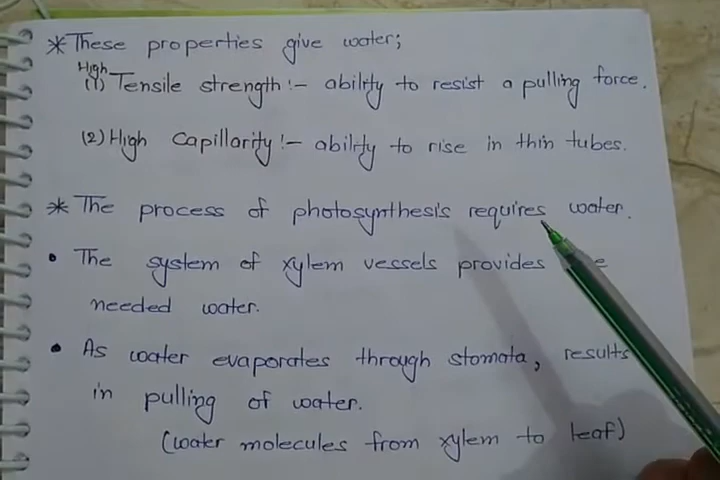 * These properties give water;
High
(1) Tensile strength :- ability to resist a pulling force.
(2) High Capillarity :- ability to rise in thin tubes.
* The process of photosynthesis requires water.
• The system of xylem vessels provides
needed water.
• As water evaporates through stomata, results
in pulling of water.
(water molecules from xylem to leaf)